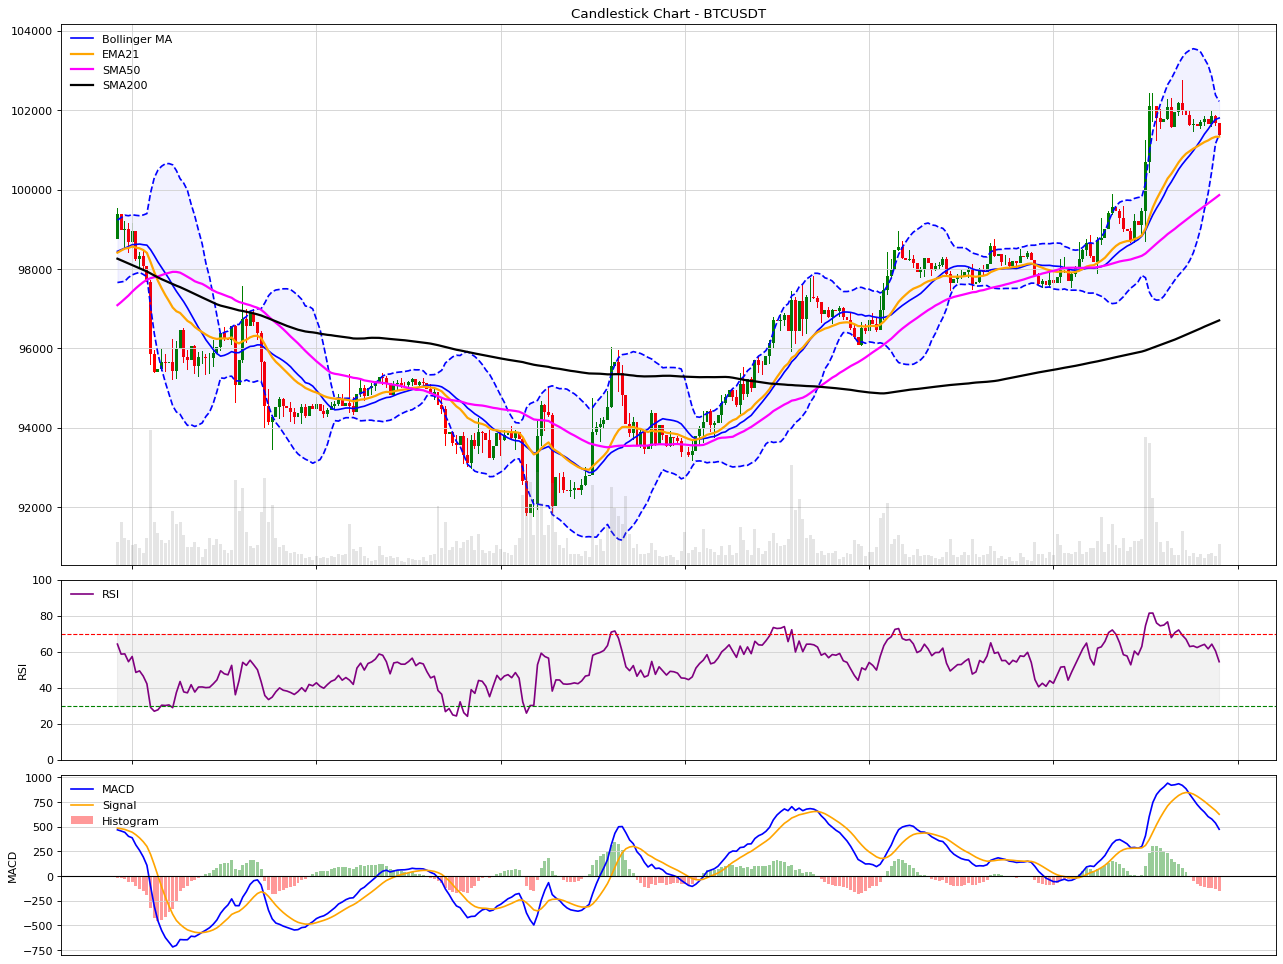 Candlestick Chart - BTCUSDT
104000
102000
100000
98000
96000
94000
92000
Bollinger MA
EMA21
SMA50
SMA200
100
80
60
40
20
0
RSI
RSI
1000
750
500
250
0
−250
−500
−750
MACD
MACD
Signal
Histogram